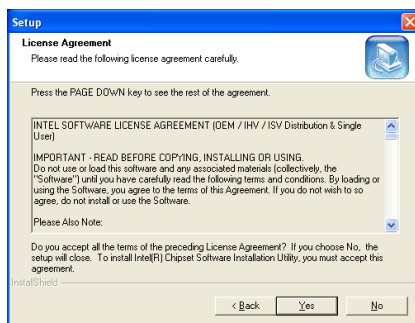 Setup
License Agreement
Please read the following license agreement carefully.
Press the PAGE DOWN key to see the rest of the agreement.
INTEL SOFTWARE LICENSE AGREEMENT (OEM / IHV / ISV Distribution & Single
User)
IMPORTANT - READ BEFORE COPYING, INSTALLING OR USING.
Do not use or load this software and any associated materials (collectively, the
"Software") until you have carefully read the following terms and conditions. By loading or
using the Software, you agree to the terms of this Agreement. If you do not wish to so
agree, do not install or use the Software.
Please Also Note:
Do you accept all the terms of the preceding License Agreement? If you choose No, the
setup will close. To install Intel(R) Chipset Software Installation Utility, you must accept this
agreement.
InstallShield
< Back Yes No